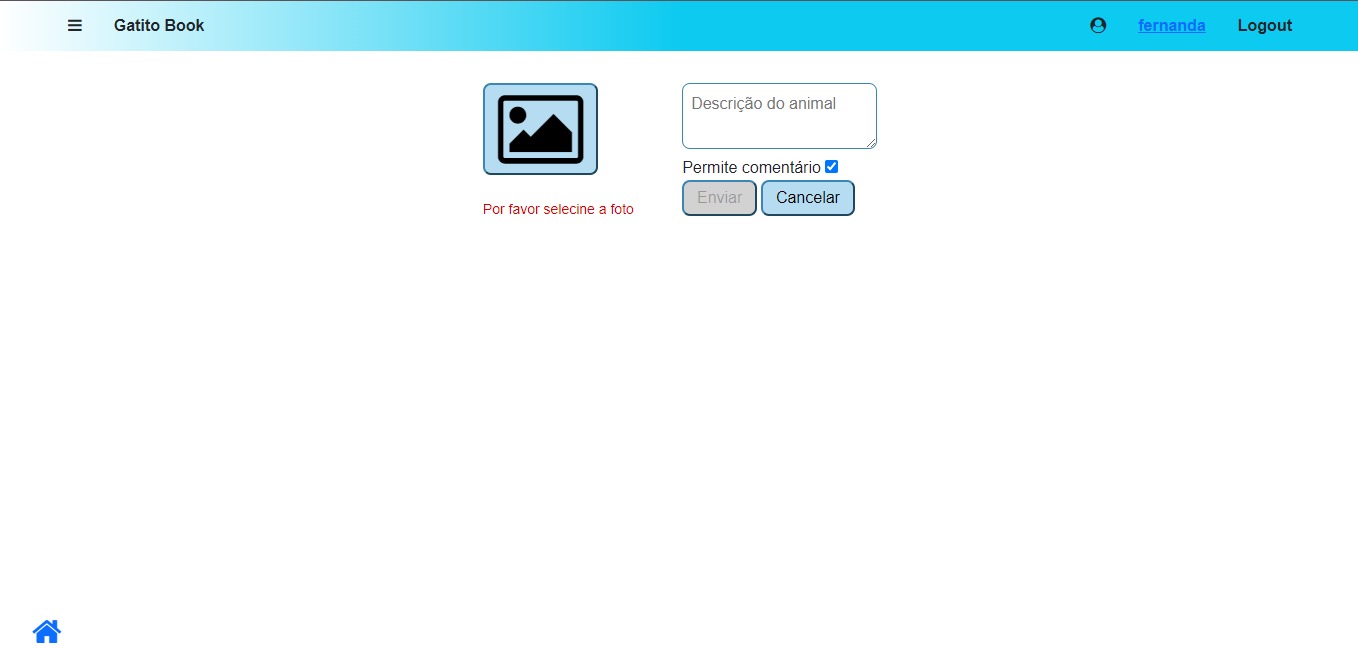 Gatito Book
fernanda
Logout
Descrição do animal
Permite comentário
Por favor selecine a foto
Enviar
Cancelar